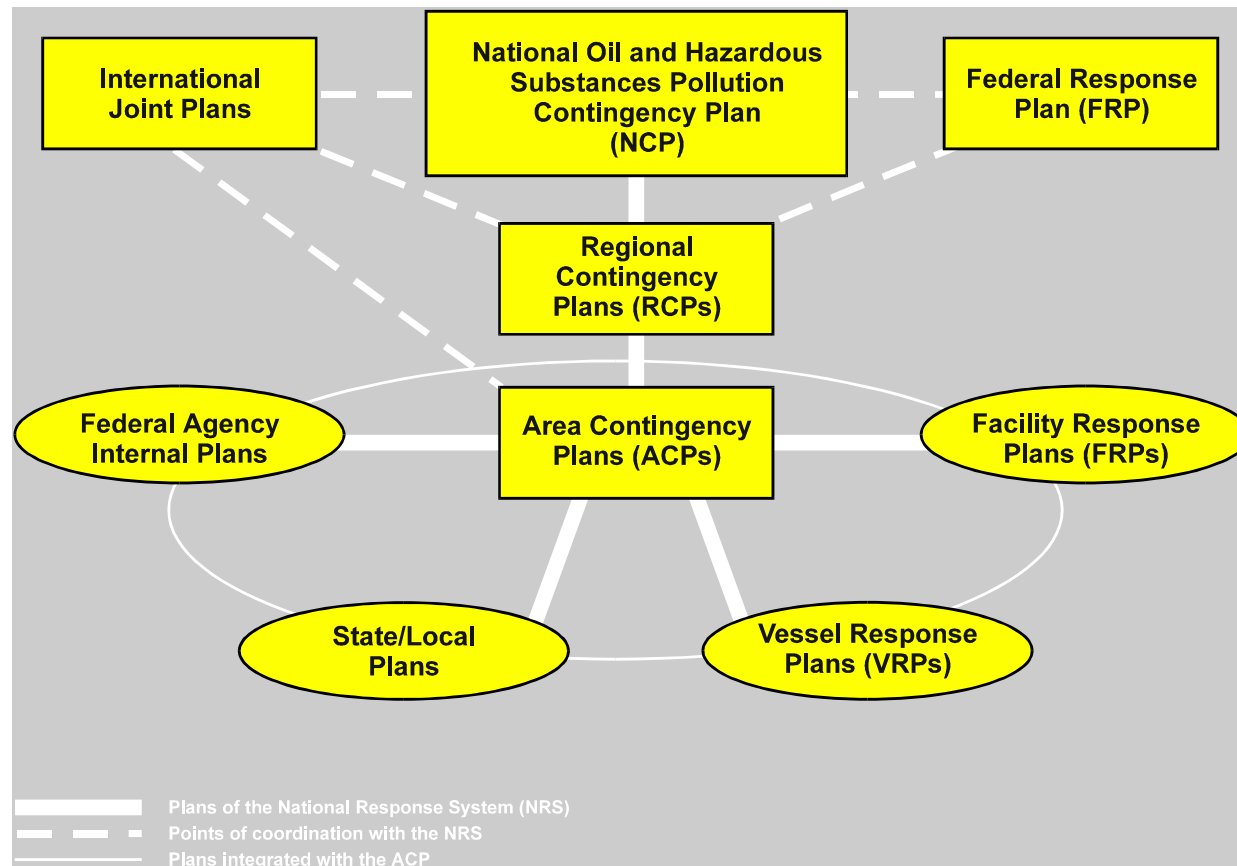 International
Joint Plans
National Oil and Hazardous
Substances Pollution
Contingency Plan
(NCP)
Federal Response
Plan (FRP)
Regional
Contingency
Plans (RCPs)
Federal Agency
Internal Plans
Area Contingency
Plans (ACPs)
Facility Response
Plans (FRPs)
State/Local
Plans
Vessel Response
Plans (VRPs)
Plans of the National Response System (NRS)
Points of coordination with the NRS
Plans integrated with the ACP